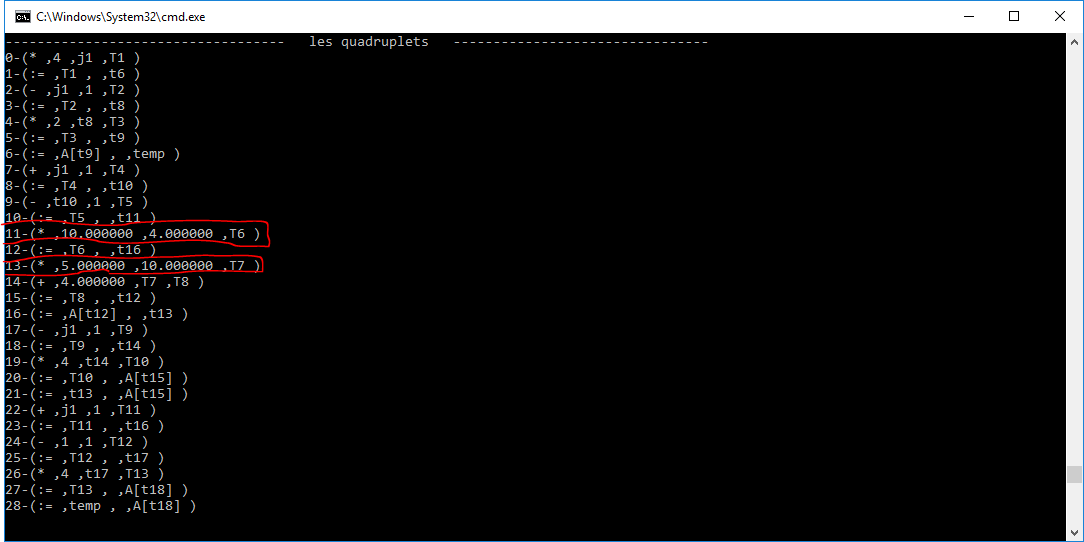 C:\Windows\System32\cmd.exe
----------------------------------- les quadruplets --------------------------------
0-(* ,4 ,j1 ,T1 )
1-(:= ,T1 , ,t6 )
2-(- ,j1 ,1 ,T2 )
3-(:= ,T2 , ,t8 )
4-(* ,2 ,t8 ,T3 )
5-(:= ,T3 , ,t9 )
6-(:= ,A[t9] , ,temp )
7-(+ ,j1 ,1 ,T4 )
8-(:= ,T4 , ,t10 )
9-(- ,t10 ,1 ,T5 )
10-(:= ,T5 , ,t11 )
11-(* ,10.000000 ,4.000000 ,T6 )
12-(:= ,T6 , ,t16 )
13-(* ,5.000000 ,10.000000 ,T7 )
14-(+ ,4.000000 ,T7 ,T8 )
15-(:= ,T8 , ,t12 )
16-(:= ,A[t12] , ,t13 )
17-(- ,j1 ,1 ,T9 )
18-(:= ,T9 , ,t14 )
19-(* ,4 ,t14 ,T10 )
20-(:= ,T10 , ,A[t15] )
21-(:= ,t13 , ,A[t15] )
22-(+ ,j1 ,1 ,T11 )
23-(:= ,T11 , ,t16 )
24-(- ,1 ,1 ,T12 )
25-(:= ,T12 , ,t17 )
26-(* ,4 ,t17 ,T13 )
27-(:= ,T13 , ,A[t18] )
28-(:= ,temp , ,A[t18] )